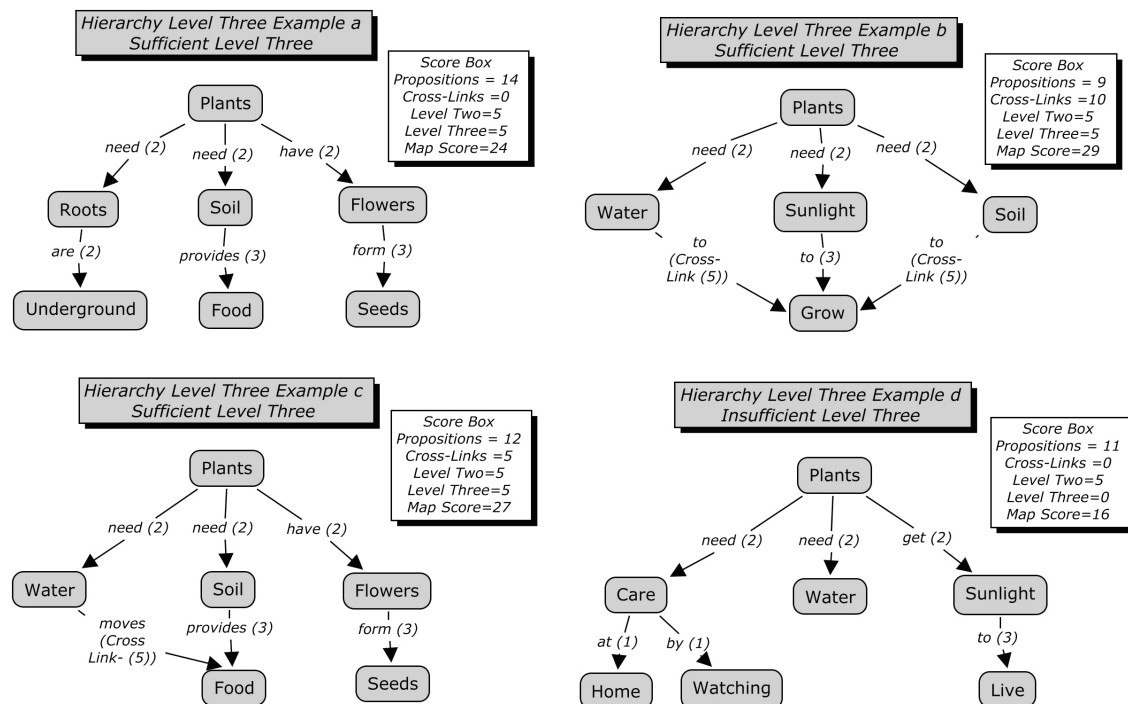 Hierarchy Level Three Example a
Sufficient Level Three
Score Box
Propositions = 14
Cross-Links =0
Level Two=5
Level Three=5
Map Score=24
Plants
need (2)
need (2)
have (2)
Roots
Soil
Flowers
are (2)
provides (3)
form (3)
Underground
Food
Seeds
Hierarchy Level Three Example b
Sufficient Level Three
Score Box
Propositions = 9
Cross-Links =10
Level Two=5
Level Three=5
Map Score=29
Plants
need (2)
need (2)
need (2)
Water
Sunlight
Soil
to
(Cross-
Link (5))
to (3)
to
(Cross-
Link (5))
Grow
Hierarchy Level Three Example c
Sufficient Level Three
Score Box
Propositions = 12
Cross-Links =5
Level Two=5
Level Three=5
Map Score=27
Plants
need (2)
need (2)
have (2)
Water
Soil
Flowers
moves
(Cross
Link- (5))
provides (3)
form (3)
Food
Seeds
Hierarchy Level Three Example d
Insufficient Level Three
Score Box
Propositions = 11
Cross-Links =0
Level Two=5
Level Three=0
Map Score=16
Plants
need (2)
need (2)
get (2)
Care
Water
Sunlight
at (1)
by (1)
to (3)
Home
Watching
Live